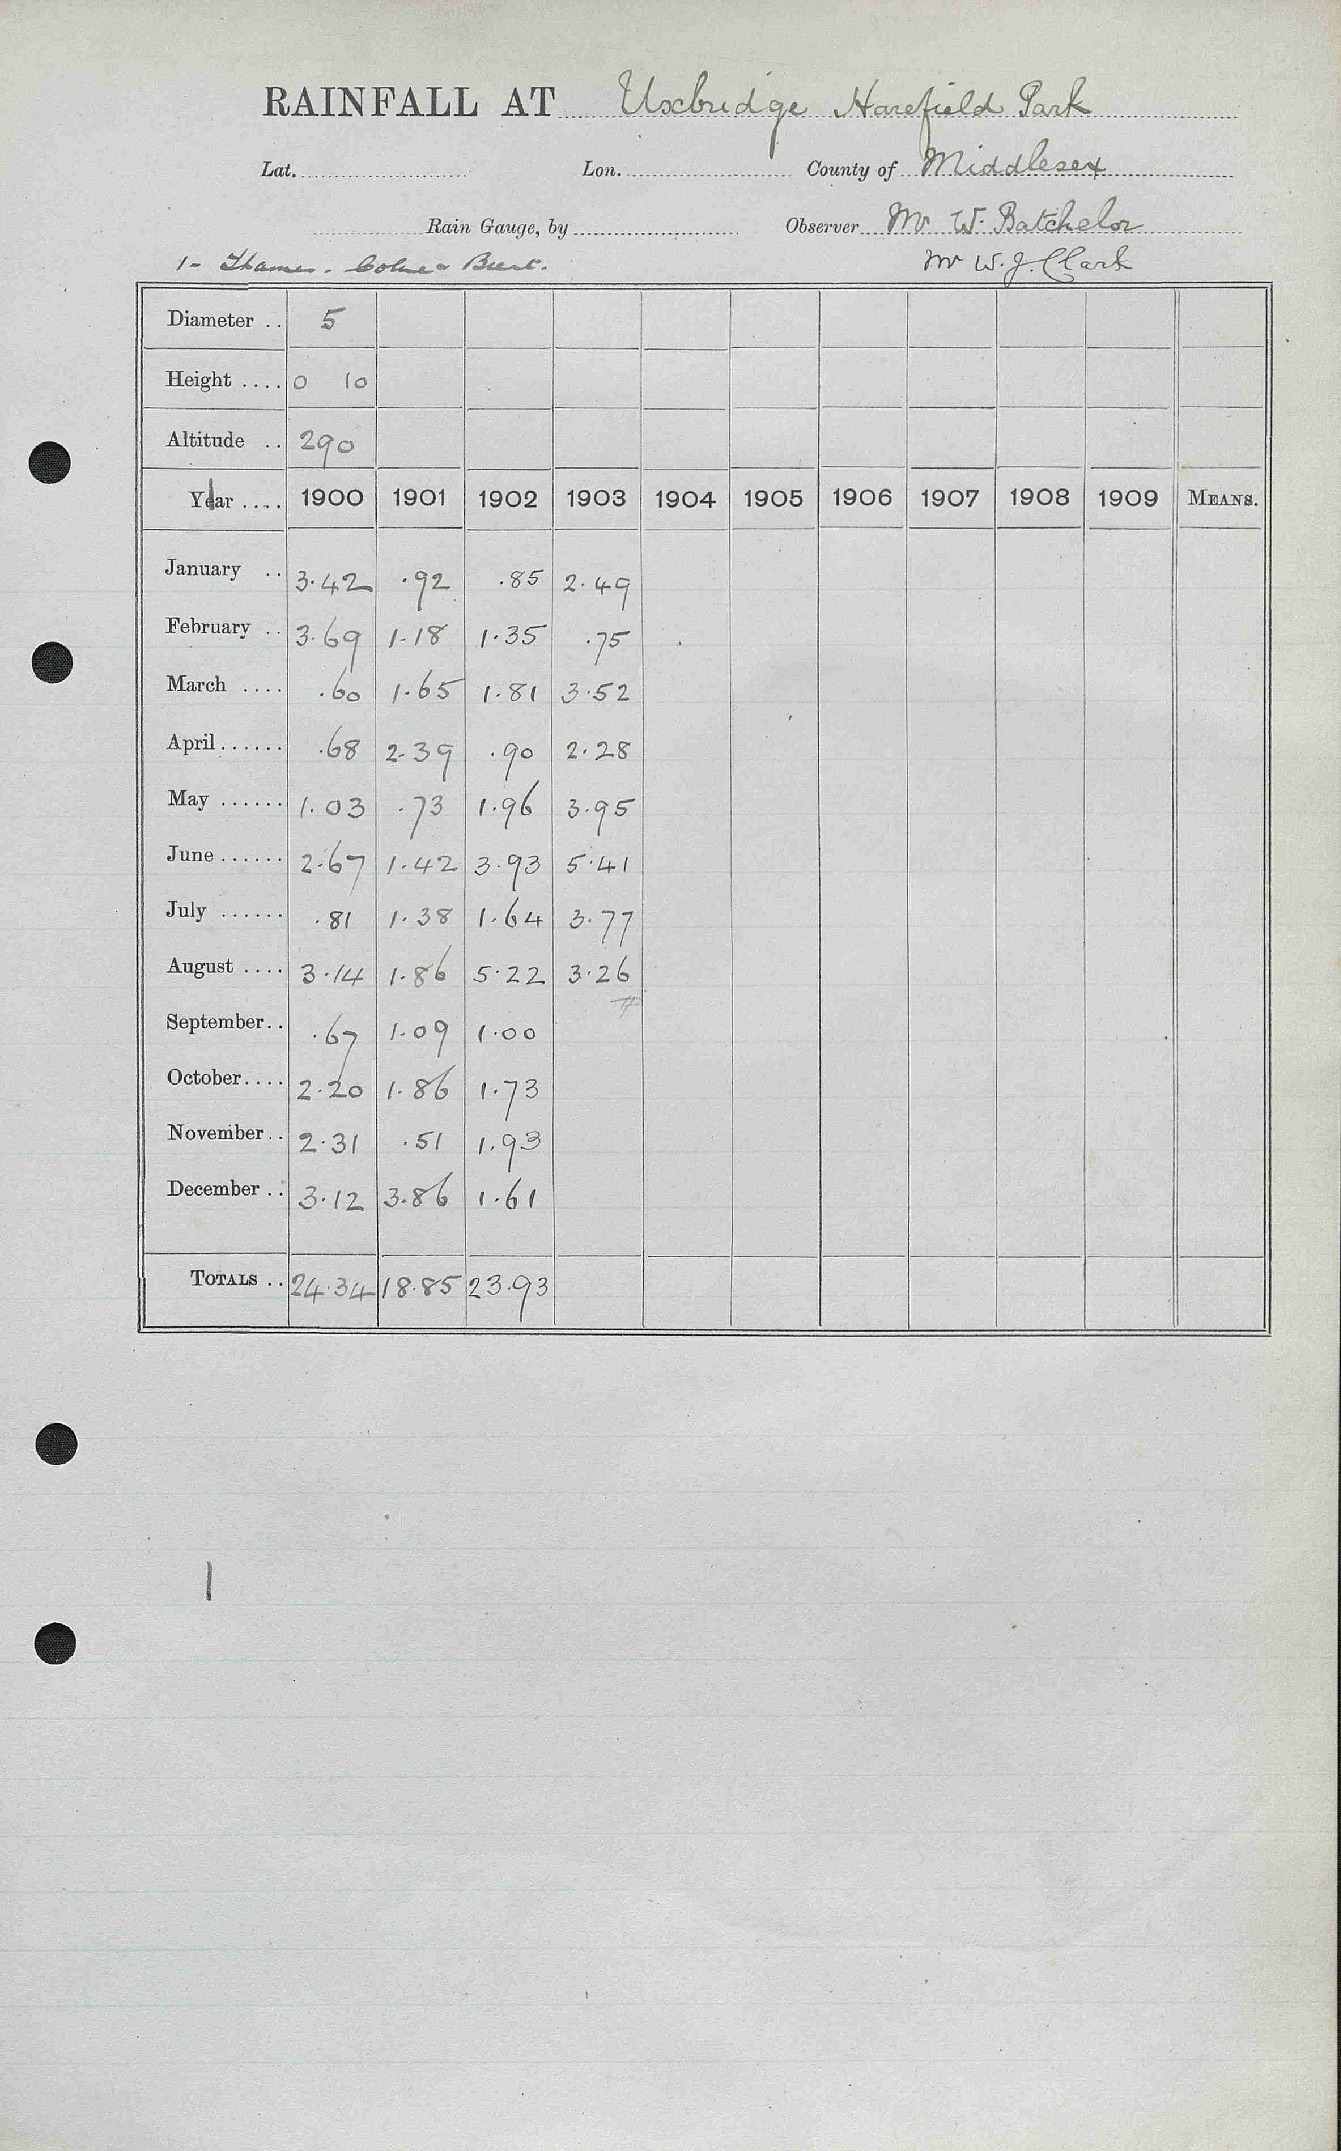 RAINFALL AT Uxbridge Harefield Park
Lat. Lon. County of Middlesex
Rain Gauge, by Observer Mr W. Batchelor
1- Thames. Colne Mr W. J. Clark
Diameter .. 5
Height .... 0 10
Altitude .. 290
Year .... 1900 1901 1902 1903 1904 1905 1906 1907 1908 1909 MEANS.
January .. 3.42 .92 .85 2.49
February .. 3.69 1.18 1.35 .75
March .... .60 1.65 1.81 3.52
April ...... .68 2.39 .90 2.28
May ...... 1.03 .73 1.96 3.95
June ...... 2.67 1.42 3.93 5.41
July ...... .81 1.38 1.64 3.77
August .... 3.14 1.86 5.22 3.26
September .. .67 1.09 1.00
October .... 2.20 1.86 1.73
November .. 2.31 .51 1.93
December .. 3.12 3.86 1.61
TOTALS .. 24.34 18.85 23.93